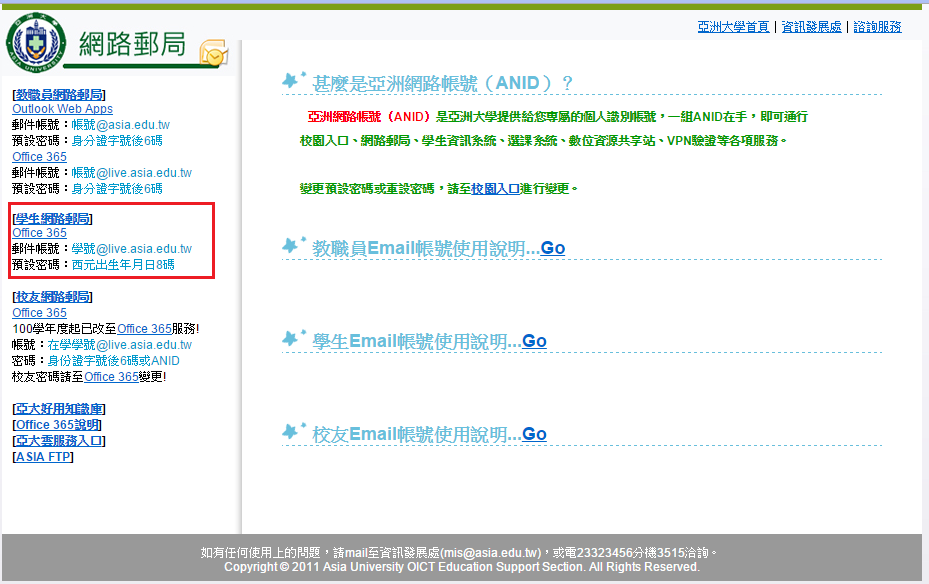 網路郵局
亞洲大學首頁 | 資訊發展處 | 諮詢服務
[教職員網路郵局]
Outlook Web Apps
郵件帳號：帳號@asia.edu.tw
預設密碼：身分證字號後6碼
Office 365
郵件帳號：帳號@live.asia.edu.tw
預設密碼：身分證字號後6碼
[學生網路郵局]
Office 365
郵件帳號：學號@live.asia.edu.tw
預設密碼：西元出生年月日8碼
[校友網路郵局]
Office 365
100學年度起已改至Office 365服務!
帳號：在學學號@live.asia.edu.tw
密碼：身份證字號後6碼或ANID
校友密碼請至Office 365變更!
[亞大好用知識庫]
[Office 365說明]
[亞大雲服務入口]
[ASIA FTP]
甚麼是亞洲網路帳號（ANID）？
亞洲網路帳號（ANID）是亞洲大學提供給您專屬的個人識別帳號，一組ANID在手，即可通行
校園入口、網路郵局、學生資訊系統、選課系統、數位資源共享站、VPN驗證等各項服務。
變更預設密碼或重設密碼，請至校園入口進行變更。
教職員Email帳號使用說明...Go
學生Email帳號使用說明...Go
校友Email帳號使用說明...Go
如有任何使用上的問題，請mail至資訊發展處(mis@asia.edu.tw)，或電23323456分機3515洽詢。
Copyright © 2011 Asia University OICT Education Support Section. All Rights Reserved.